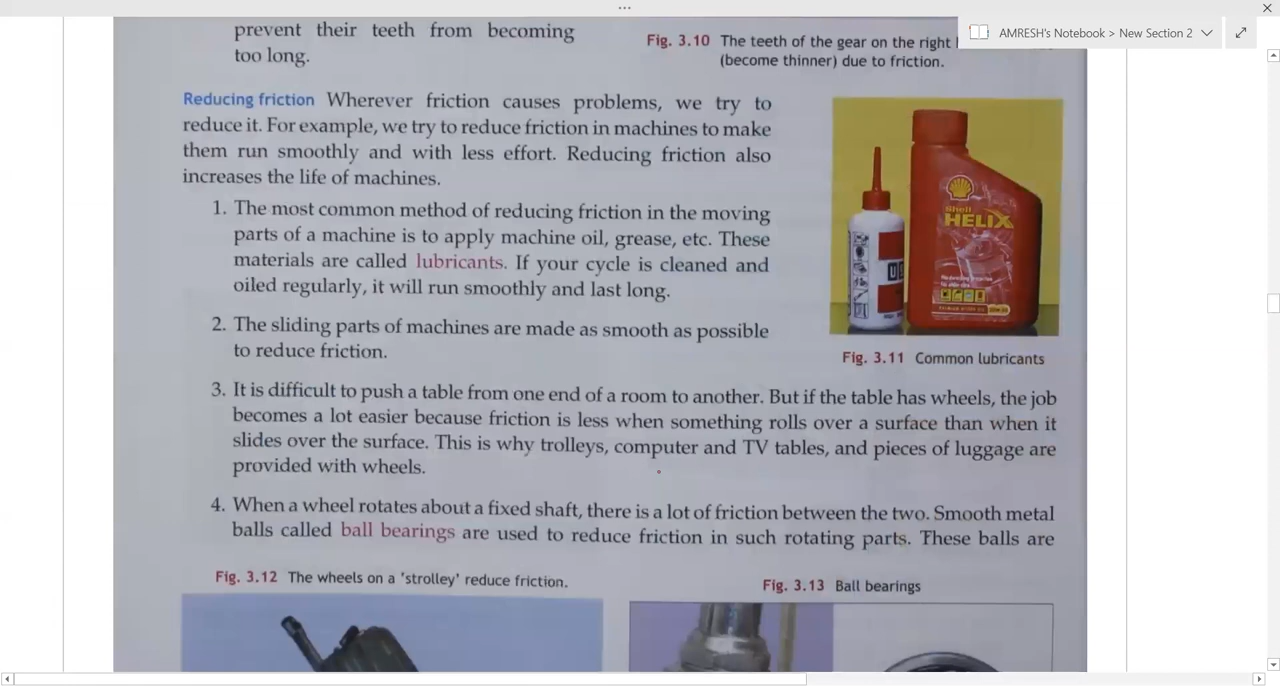 prevent their teeth from becoming
too long.
Fig. 3.10 The teeth of the gear on the right
(become thinner) due to friction.
AMRESH's Notebook > New Section 2
Reducing friction Wherever friction causes problems, we try to
reduce it. For example, we try to reduce friction in machines to make
them run smoothly and with less effort. Reducing friction also
increases the life of machines.
1. The most common method of reducing friction in the moving
parts of a machine is to apply machine oil, grease, etc. These
materials are called lubricants. If your cycle is cleaned and
oiled regularly, it will run smoothly and last long.
2. The sliding parts of machines are made as smooth as possible
to reduce friction.
Shell
HELIX
Fig. 3.11 Common lubricants
3. It is difficult to push a table from one end of a room to another. But if the table has wheels, the job
becomes a lot easier because friction is less when something rolls over a surface than when it
slides over the surface. This is why trolleys, computer and TV tables, and pieces of luggage are
provided with wheels.
4. When a wheel rotates about a fixed shaft, there is a lot of friction between the two. Smooth metal
balls called ball bearings are used to reduce friction in such rotating parts. These balls are
Fig. 3.12 The wheels on a 'strolley' reduce friction.
Fig. 3.13 Ball bearings